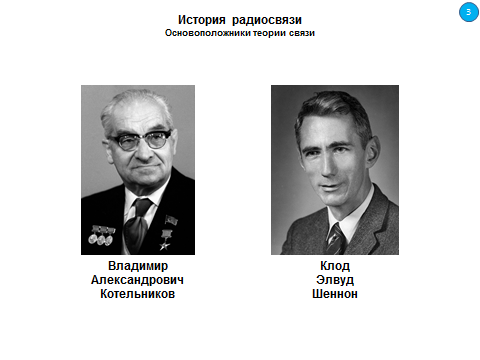 История радиосвязи
Основоположники теории связи
3
Владимир
Александрович
Котельников
Клод
Элвуд
Шеннон